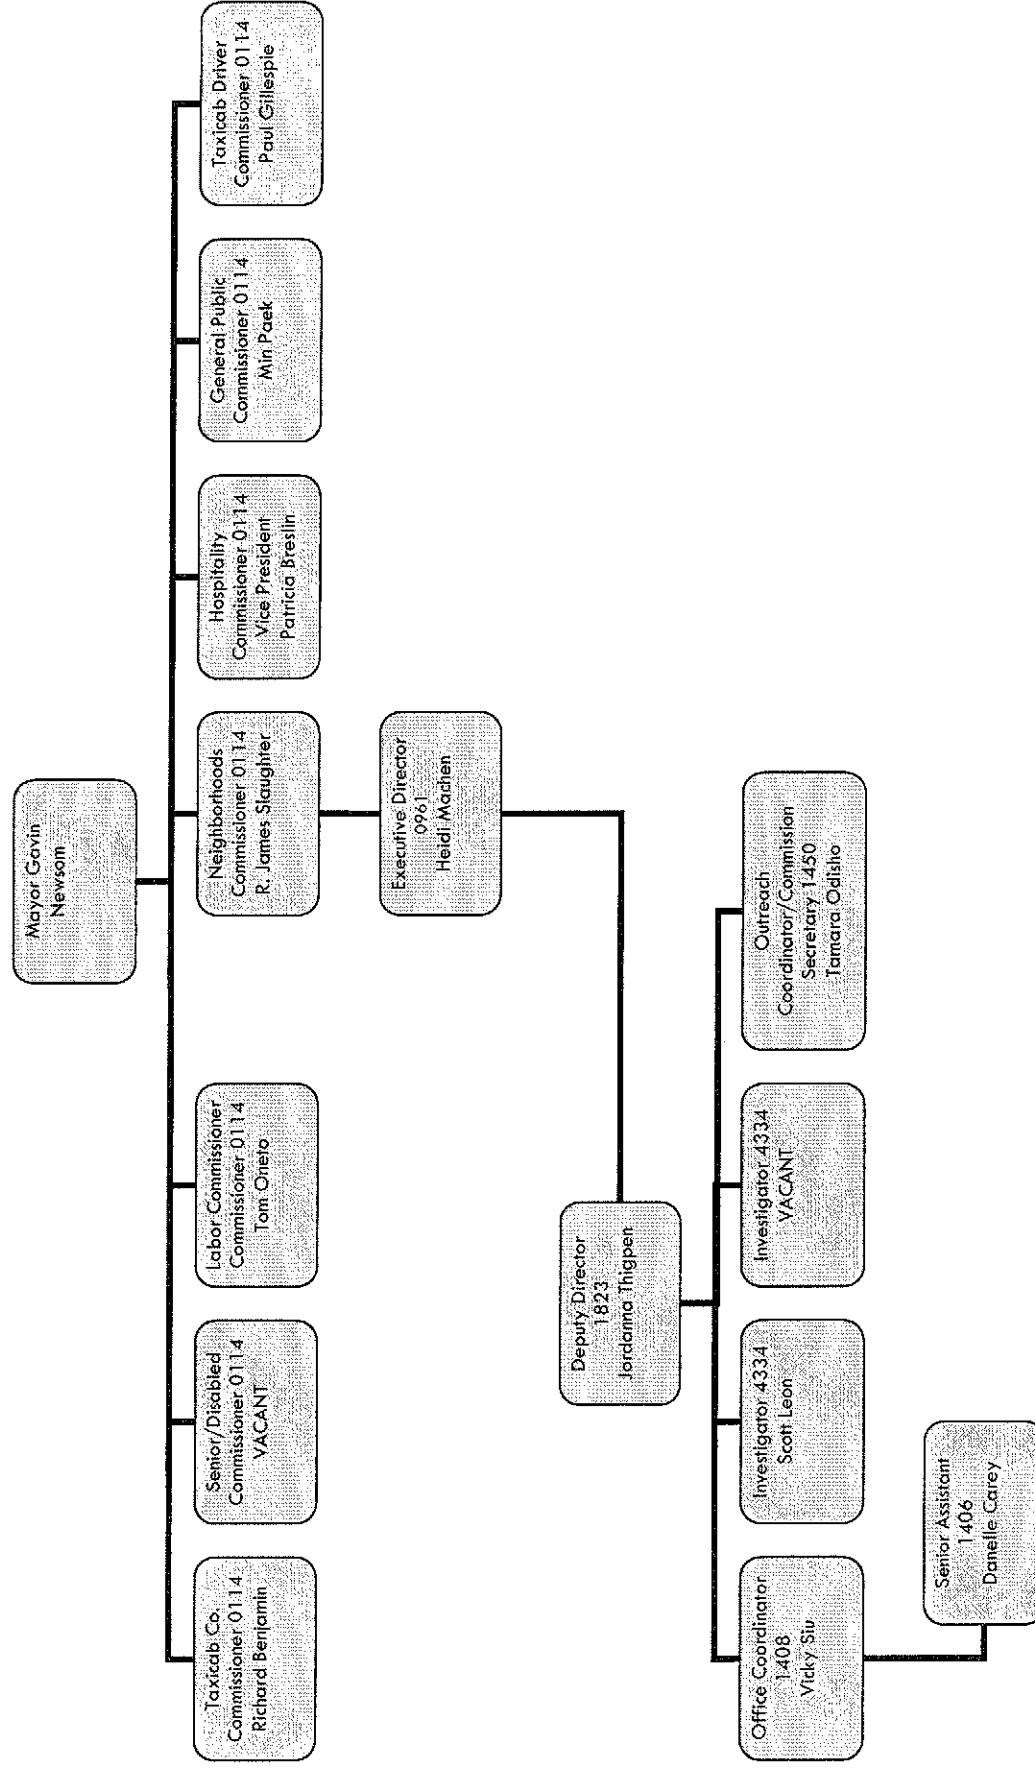 Mayor Gavin
Newsom
Taxicab Co.
Commissioner 0114
Richard Benjamin
Senior/Disabled
Commissioner 0114
VACANT
Labor Commissioner
Commissioner 0114
Tom Oneto
Neighborhoods
Commissioner 0114
R. James Slaughter
Hospitality
Commissioner 0114
Vice President
Patricia Breslin
General Public
Commissioner 0114
Min Paek
Taxicab Driver
Commissioner 0114
Paul Gillespie
Executive Director
0961
Heidi Machen
Deputy Director
1823
Jordanna Thigpen
Office Coordinator
1408
Vicky Siu
Investigator 4334
Scott Leon
Investigator 4334
VACANT
Outreach
Coordinator/Commission
Secretary 1450
Tamara Odisho
Senior Assistant
1406
Danelle Carey